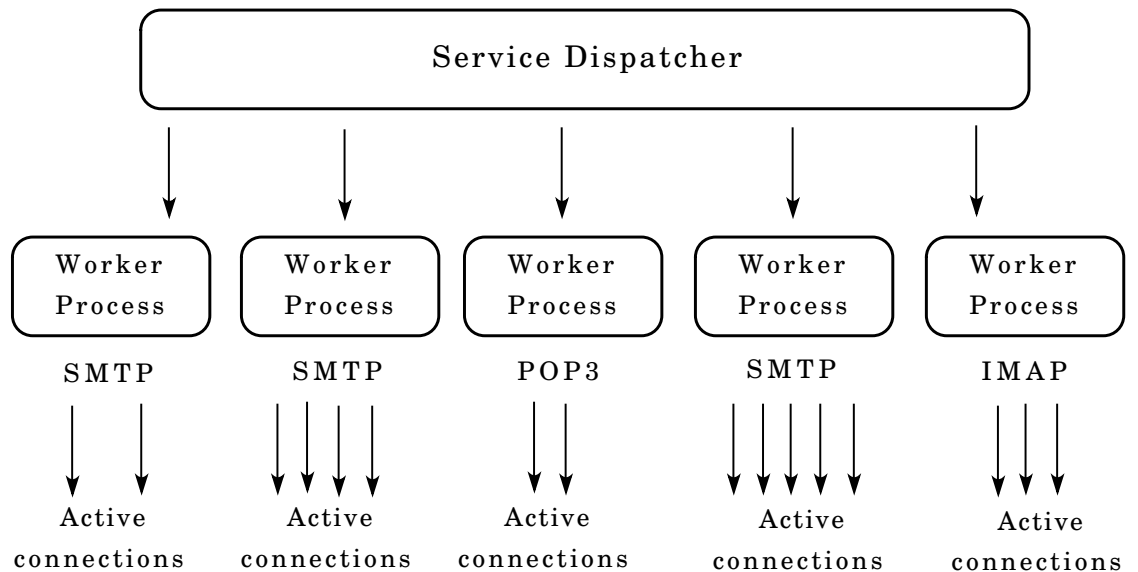 Service Dispatcher
Worker
Process
SMTP
Active
connections
Worker
Process
SMTP
Active
connections
Worker
Process
POP3
Active
connections
Worker
Process
SMTP
Active
connections
Worker
Process
IMAP
Active
connections